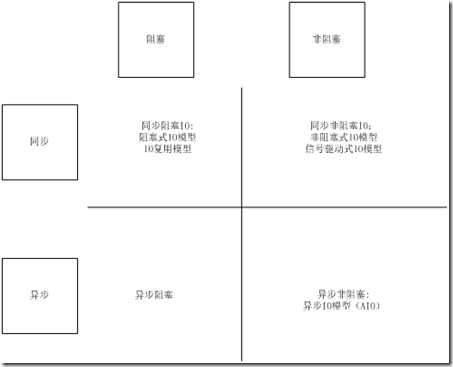 阻塞
非阻塞
同步
同步阻塞IO:
阻塞式IO模型
IO复用模型
同步非阻塞IO:
非阻塞式IO模型
信号驱动式IO模型
异步
异步阻塞
异步非阻塞:
异步IO模型（AIO）